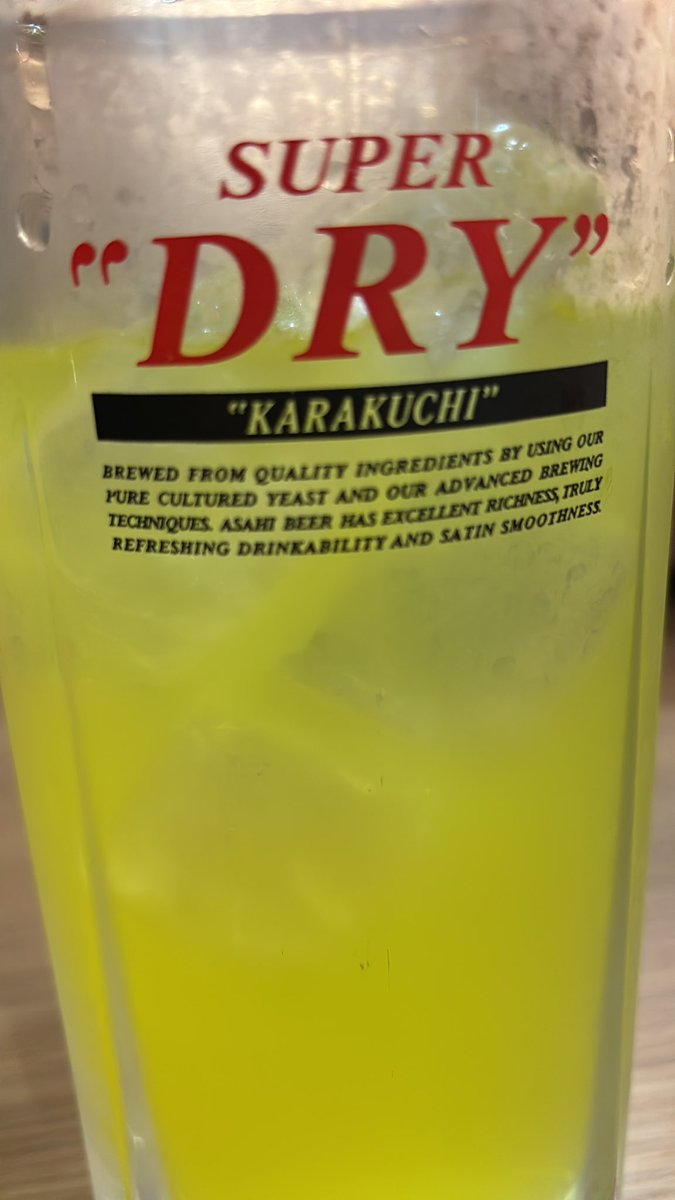 SUPER
"DRY"
"KARAKUCHI"
BREWED FROM QUALITY INGREDIENTS BY USING OUR
PURE CULTURED YEAST AND OUR ADVANCED BREWING
TECHNIQUES. ASAHI BEER HAS EXCELLENT RICHNESS, TRULY
REFRESHING DRINKABILITY AND SATIN SMOOTHNESS.